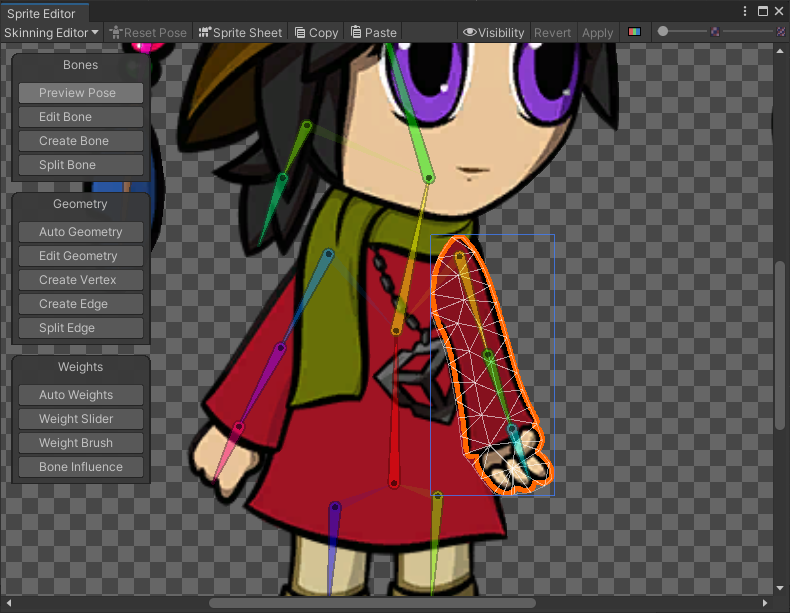 Sprite Editor
Skinning Editor Reset Pose Sprite Sheet Copy Paste Visibility Revert Apply
Bones
Preview Pose
Edit Bone
Create Bone
Split Bone
Geometry
Auto Geometry
Edit Geometry
Create Vertex
Create Edge
Split Edge
Weights
Auto Weights
Weight Slider
Weight Brush
Bone Influence